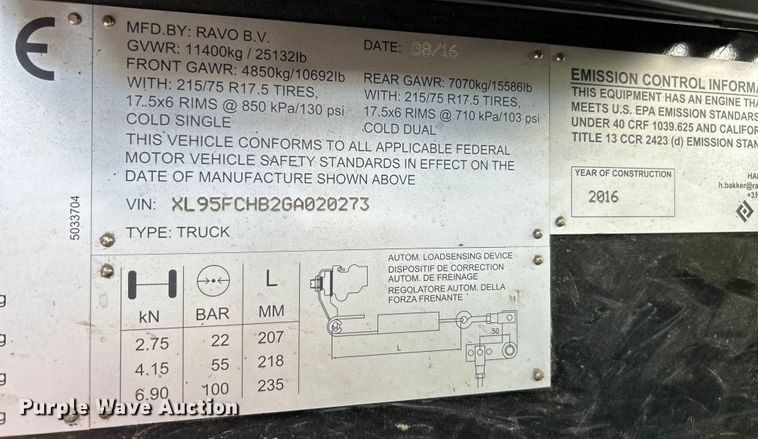 CE
MFD.BY: RAVO B.V.
GVWR: 11400kg / 25132lb
DATE: 08/16
FRONT GAWR: 4850kg/10692lb
WITH: 215/75 R17.5 TIRES,
17.5x6 RIMS @ 850 kPa/130 psi
COLD SINGLE
REAR GAWR: 7070kg/15586lb
WITH: 215/75 R17.5 TIRES,
17.5x6 RIMS @ 710 kPa/103 psi
COLD DUAL
THIS VEHICLE CONFORMS TO ALL APPLICABLE FEDERAL
MOTOR VEHICLE SAFETY STANDARDS IN EFFECT ON THE
DATE OF MANUFACTURE SHOWN ABOVE
VIN: XL95FCHB2GA020273
TYPE: TRUCK
5033704
EMISSION CONTROL INFORMA
THIS EQUIPMENT HAS AN ENGINE THA
MEETS U.S. EPA EMISSION STANDARDS
UNDER 40 CFR 1039.625 AND CALIFOR
TITLE 13 CCR 2423 (d) EMISSION STAN
YEAR OF CONSTRUCTION
2016
HAR
h.bakker@ra
+31
kN BAR L MM
2.75 22 207
4.15 55 218
6.90 100 235
AUTOM. LOADSENSING DEVICE
DISPOSITIF DE CORRECTION
AUTOM. DE FREINAGE
REGOLATORE AUTOM. DELLA
FORZA FRENANTE
50
L
g
g
g
g
Purple Wave Auction